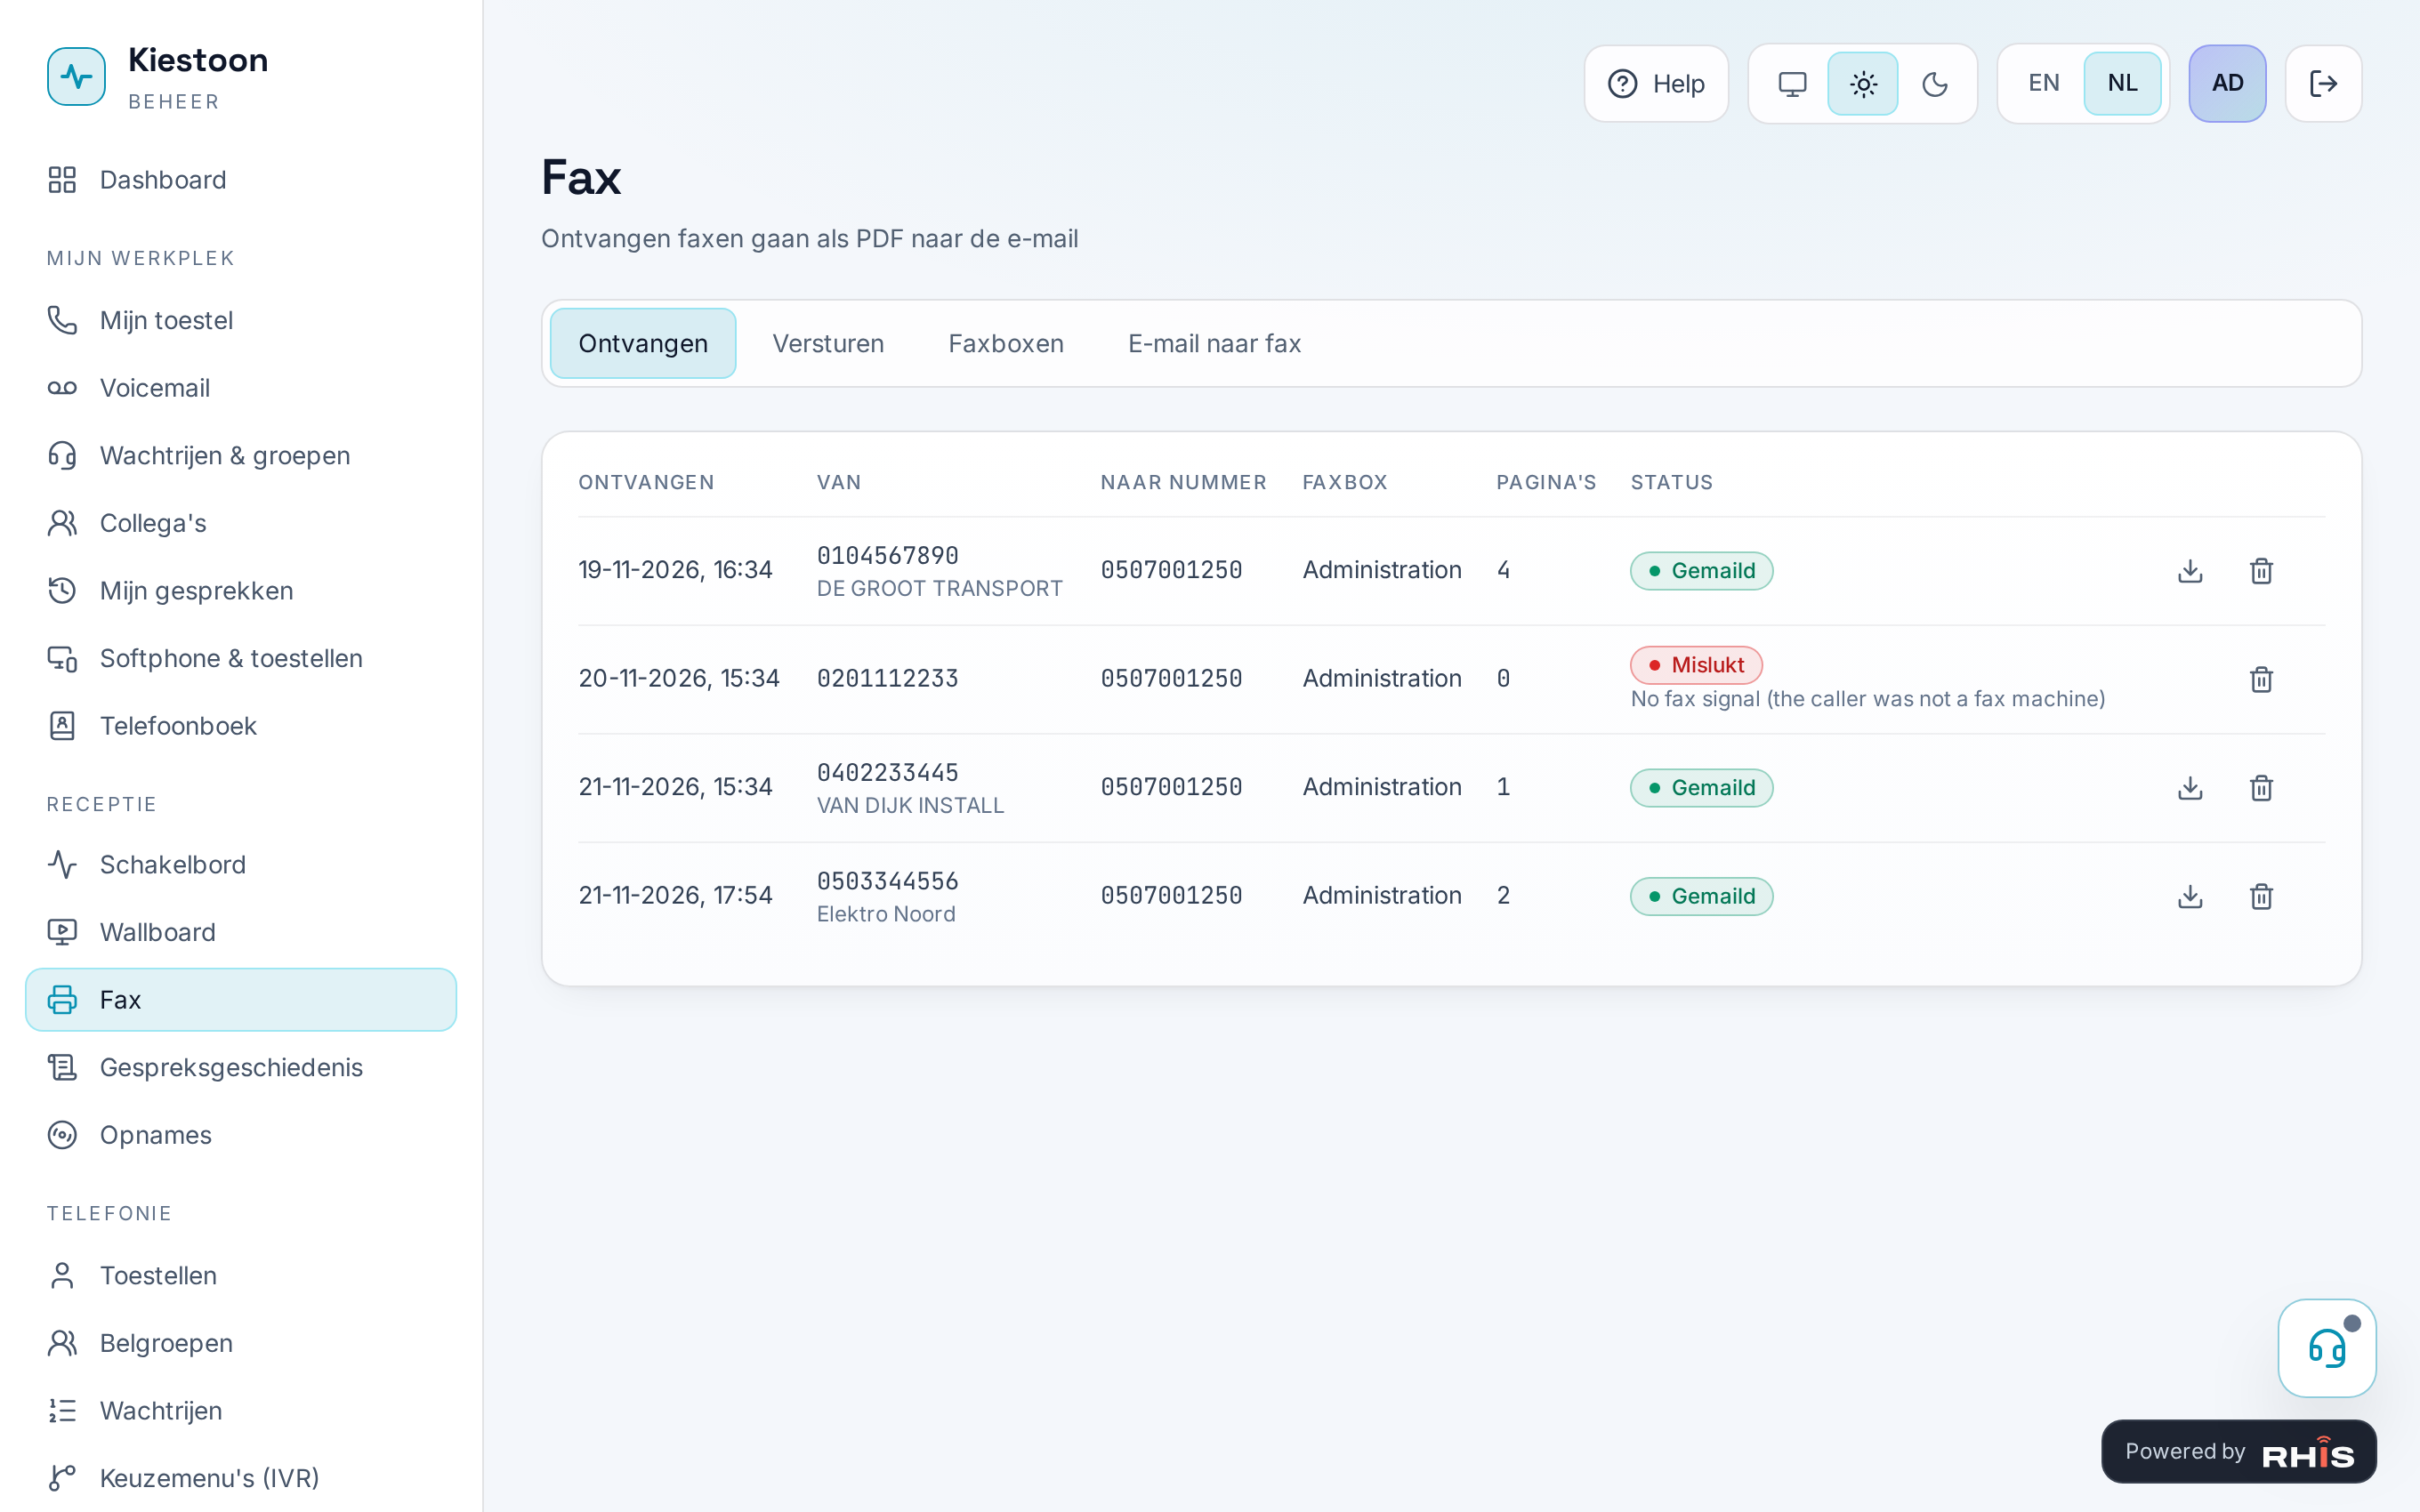 Kiestoon
BEHEER
Dashboard
MIJN WERKPLEK
Mijn toestel
Voicemail
Wachtrijen & groepen
Collega's
Mijn gesprekken
Softphone & toestellen
Telefoonboek
RECEPTIE
Schakelbord
Wallboard
Fax
Gespreksgeschiedenis
Opnames
TELEFONIE
Toestellen
Belgroepen
Wachtrijen
Keuzemenu's (IVR)
Help
EN NL
AD
Fax
Ontvangen faxen gaan als PDF naar de e-mail
Ontvangen Versturen Faxboxen E-mail naar fax
ONTVANGEN VAN NAAR NUMMER FAXBOX PAGINA'S STATUS
19-11-2026, 16:34 0104567890 0507001250 Administration 4 Gemaild
DE GROOT TRANSPORT
20-11-2026, 15:34 0201112233 0507001250 Administration 0 Mislukt
No fax signal (the caller was not a fax machine)
21-11-2026, 15:34 0402233445 0507001250 Administration 1 Gemaild
VAN DIJK INSTALL
21-11-2026, 17:54 0503344556 0507001250 Administration 2 Gemaild
Elektro Noord
Powered by RHIS